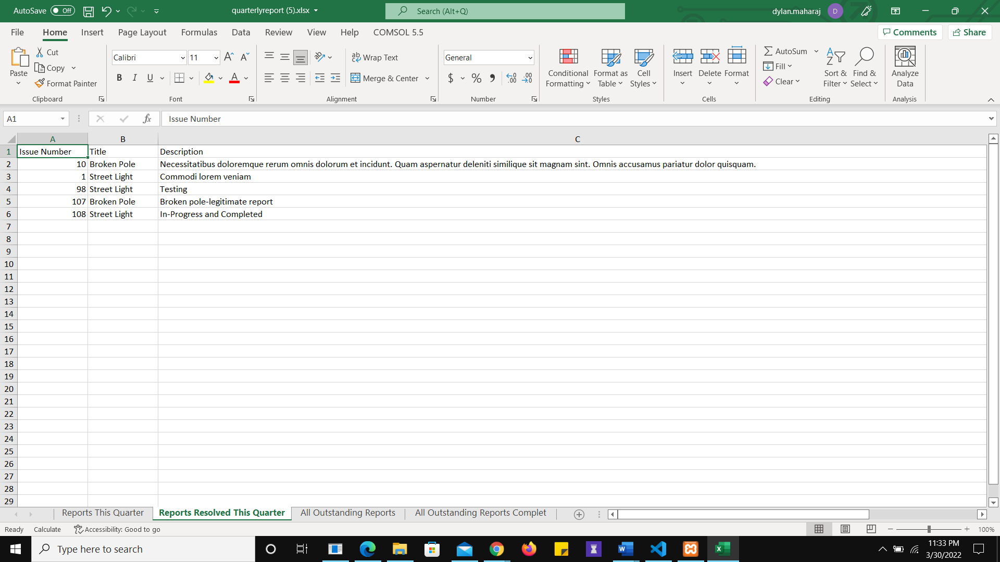 AutoSave Off quarterlyreport (5).xlsx Search (Alt+Q) dylan.maharaj D
File Home Insert Page Layout Formulas Data Review View Help COMSOL 5.5 Comments Share
Paste Cut Copy Format Painter Clipboard
Calibri 11 B I U A Font
ab Wrap Text Merge & Center Alignment
General $ % Number
Conditional Formatting Format as Table Cell Styles Styles
Insert Delete Format Cells
AutoSum Fill Clear Sort & Filter Find & Select Editing
Analyze Data Analysis
A1 fx Issue Number
A B C
1 Issue Number Title Description
2 10 Broken Pole Necessitatibus doloremque rerum omnis dolorum et incidunt. Quam aspernatur deleniti similique sit magnam sint. Omnis accusamus pariatur dolor quisquam.
3 1 Street Light Commodi lorem veniam
4 98 Street Light Testing
5 107 Broken Pole Broken pole-legitimate report
6 108 Street Light In-Progress and Completed
7
8
9
10
11
12
13
14
15
16
17
18
19
20
21
22
23
24
25
26
27
28
29
Reports This Quarter Reports Resolved This Quarter All Outstanding Reports All Outstanding Reports Complet
Ready Calculate Accessibility: Good to go 100%
Type here to search 11:33 PM
3/30/2022